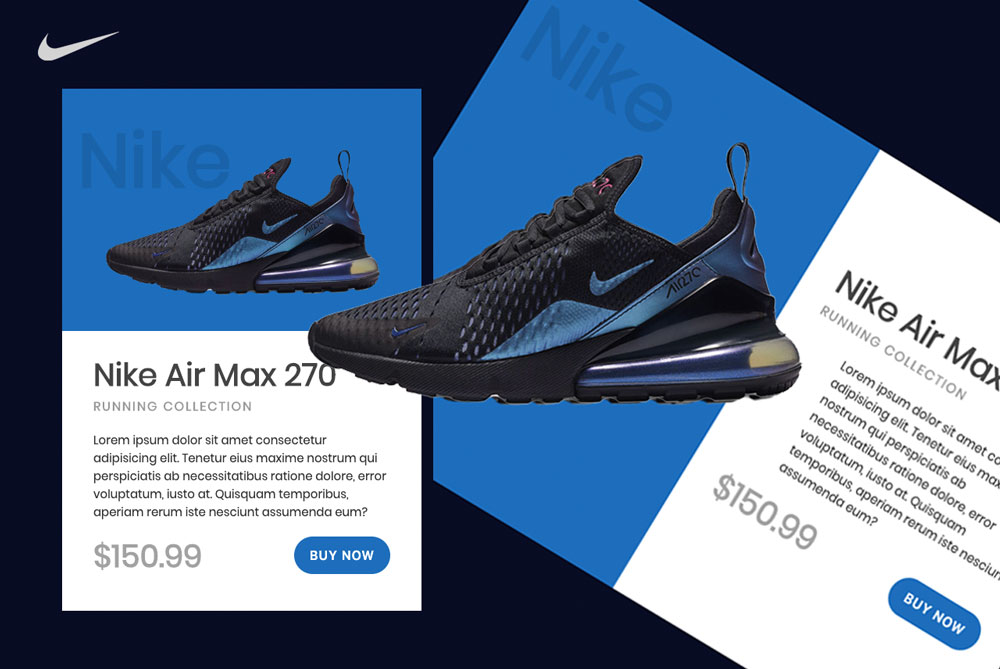 Nike
Nike Air Max 270
RUNNING COLLECTION
Lorem ipsum dolor sit amet consectetur
adipisicing elit. Tenetur eius maxime nostrum qui
perspiciatis ab necessitatibus ratione dolore, error
voluptatum, iusto at. Quisquam temporibus,
aperiam rerum iste nesciunt assumenda eum?
$150.99
BUY NOW
Nike
AIR270
Nike Air Max
RUNNING COLLECTION
Lorem ipsum dolor sit amet
adipisicing elit. Tenetur eius
nostrum qui perspiciatis ab
necessitatibus ratione dolore, error
voluptatum, iusto at. Quisquam
temporibus, aperiam rerum iste nesciunt
assumenda eum?
$150.99
BUY NOW